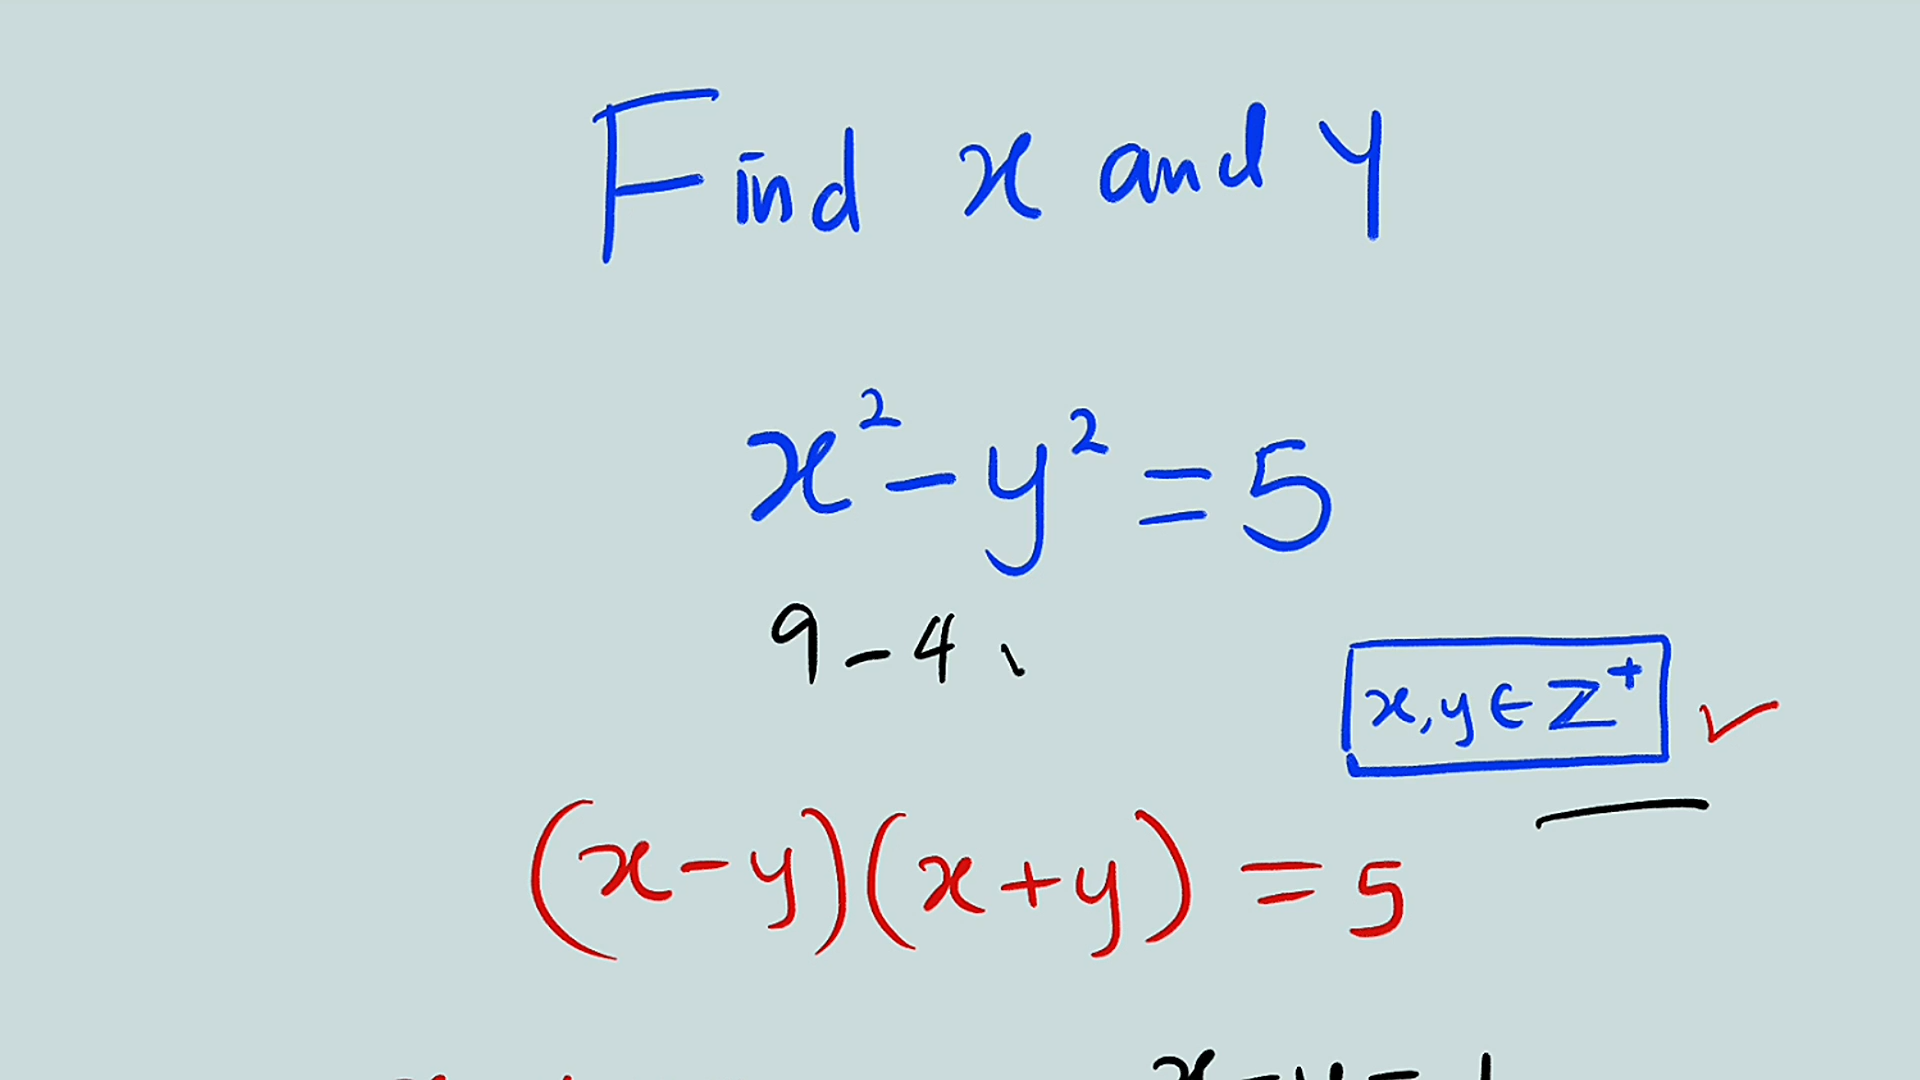 Find x and y
x² - y² = 5
9 - 4
x, y ∈ Z⁺
(x-y)(x+y) = 5